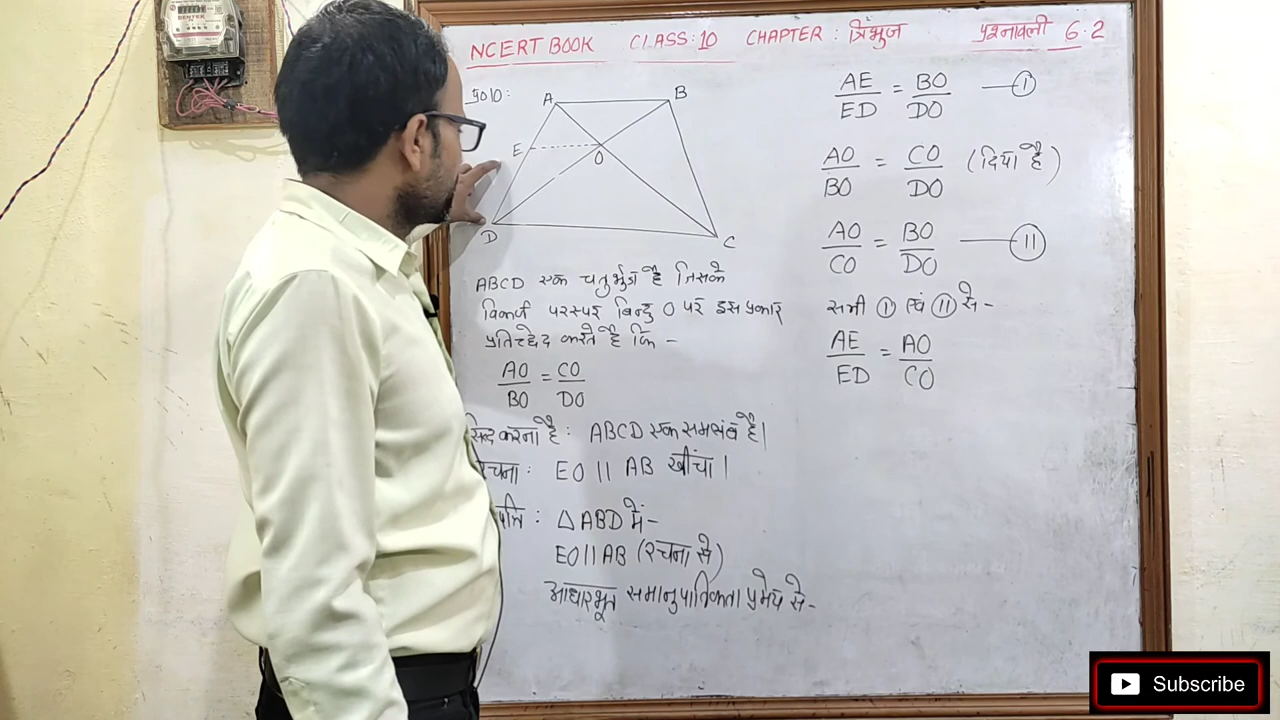 NCERT BOOK CLASS:10 CHAPTER : त्रिभुज प्रश्नावली 6.2
प्र010:
A B
E O
D C
ABCD एक चतुर्भुज है जिसके
विकर्ण परस्पर बिन्दु O पर इस प्रकार
प्रतिच्छेद करते है कि -
AO/BO = CO/DO
सिद्ध करना है: ABCD एक समलंब है।
चना: EO || AB खींचा।
पत्ति: △ABD में-
EO || AB (रचना से)
आधारभूत समानुपातिकता प्रमेय से-
AE/ED = BO/DO —(I)
AO/BO = CO/DO (दिया है)
AO/CO = BO/DO —(II)
समी (I) एवं (II) से-
AE/ED = AO/CO
Subscribe